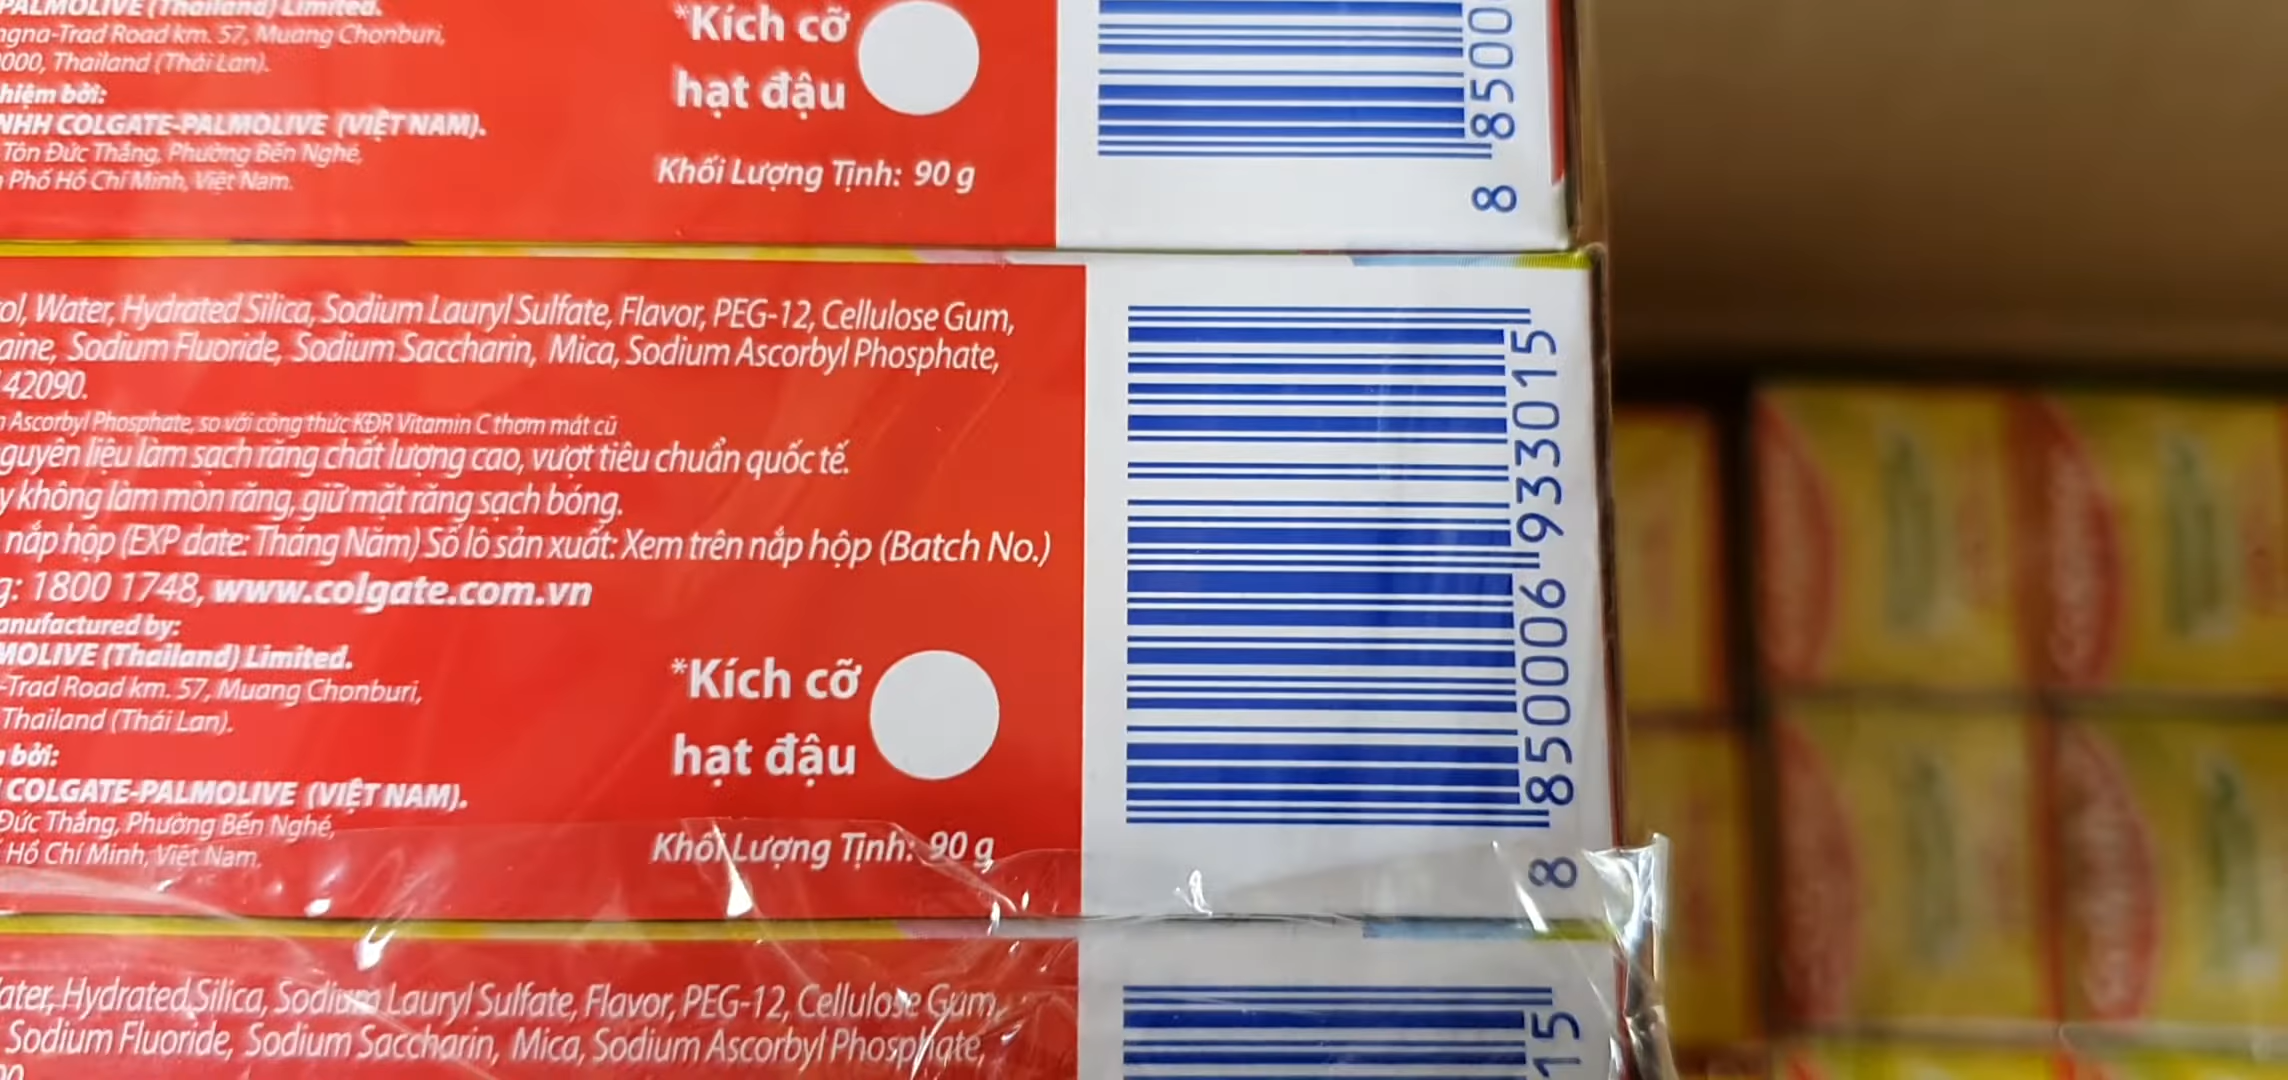 PALMOLIVE (Thailand) Limited.
ngna-Trad Road km. 57, Muang Chonburi,
000, Thailand (Thái Lan).
hiệm bởi:
NHH COLGATE-PALMOLIVE (VIỆT NAM).
Tôn Đức Thắng, Phường Bến Nghé,
Phố Hồ Chí Minh, Việt Nam.
*Kích cỡ
hạt đậu
Khối Lượng Tịnh: 90 g
8 8500
ol, Water, Hydrated Silica, Sodium Lauryl Sulfate, Flavor, PEG-12, Cellulose Gum,
aine, Sodium Fluoride, Sodium Saccharin, Mica, Sodium Ascorbyl Phosphate,
42090.
Ascorbyl Phosphate, so với công thức KĐR Vitamin C thơm mát cũ
guyên liệu làm sạch răng chất lượng cao, vượt tiêu chuẩn quốc tế.
y không làm mòn răng, giữ mặt răng sạch bóng.
nắp hộp (EXP date: Tháng Năm) Số lô sản xuất: Xem trên nắp hộp (Batch No.)
g: 1800 1748, www.colgate.com.vn
anufactured by:
MOLIVE (Thailand) Limited.
-Trad Road km. 57, Muang Chonburi,
Thailand (Thái Lan).
bởi:
COLGATE-PALMOLIVE (VIỆT NAM).
Đức Thắng, Phường Bến Nghé,
Hồ Chí Minh, Việt Nam.
*Kích cỡ
hạt đậu
Khối Lượng Tịnh: 90 g
8 850006 933015
ater, Hydrated Silica, Sodium Lauryl Sulfate, Flavor, PEG-12, Cellulose Gum,
Sodium Fluoride, Sodium Saccharin, Mica, Sodium Ascorbyl Phosphate,
15